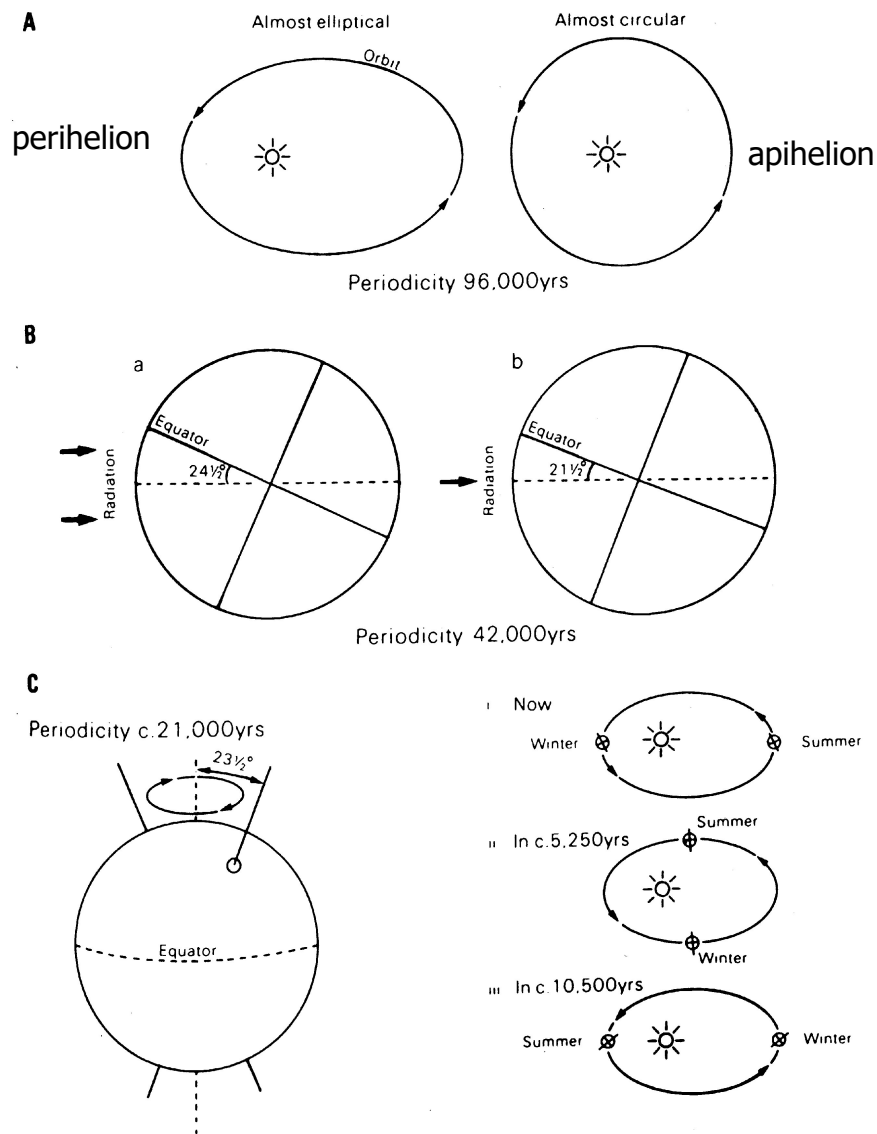 A
Almost elliptical
Almost circular
Orbit
perihelion
apihelion
Periodicity 96,000yrs
B
a
b
Equator
24½°
Radiation
Equator
21½°
Radiation
Periodicity 42,000yrs
C
Periodicity c.21,000yrs
23½°
Equator
i Now
Winter
Summer
ii In c.5,250yrs
Summer
Winter
iii In c.10,500yrs
Summer
Winter